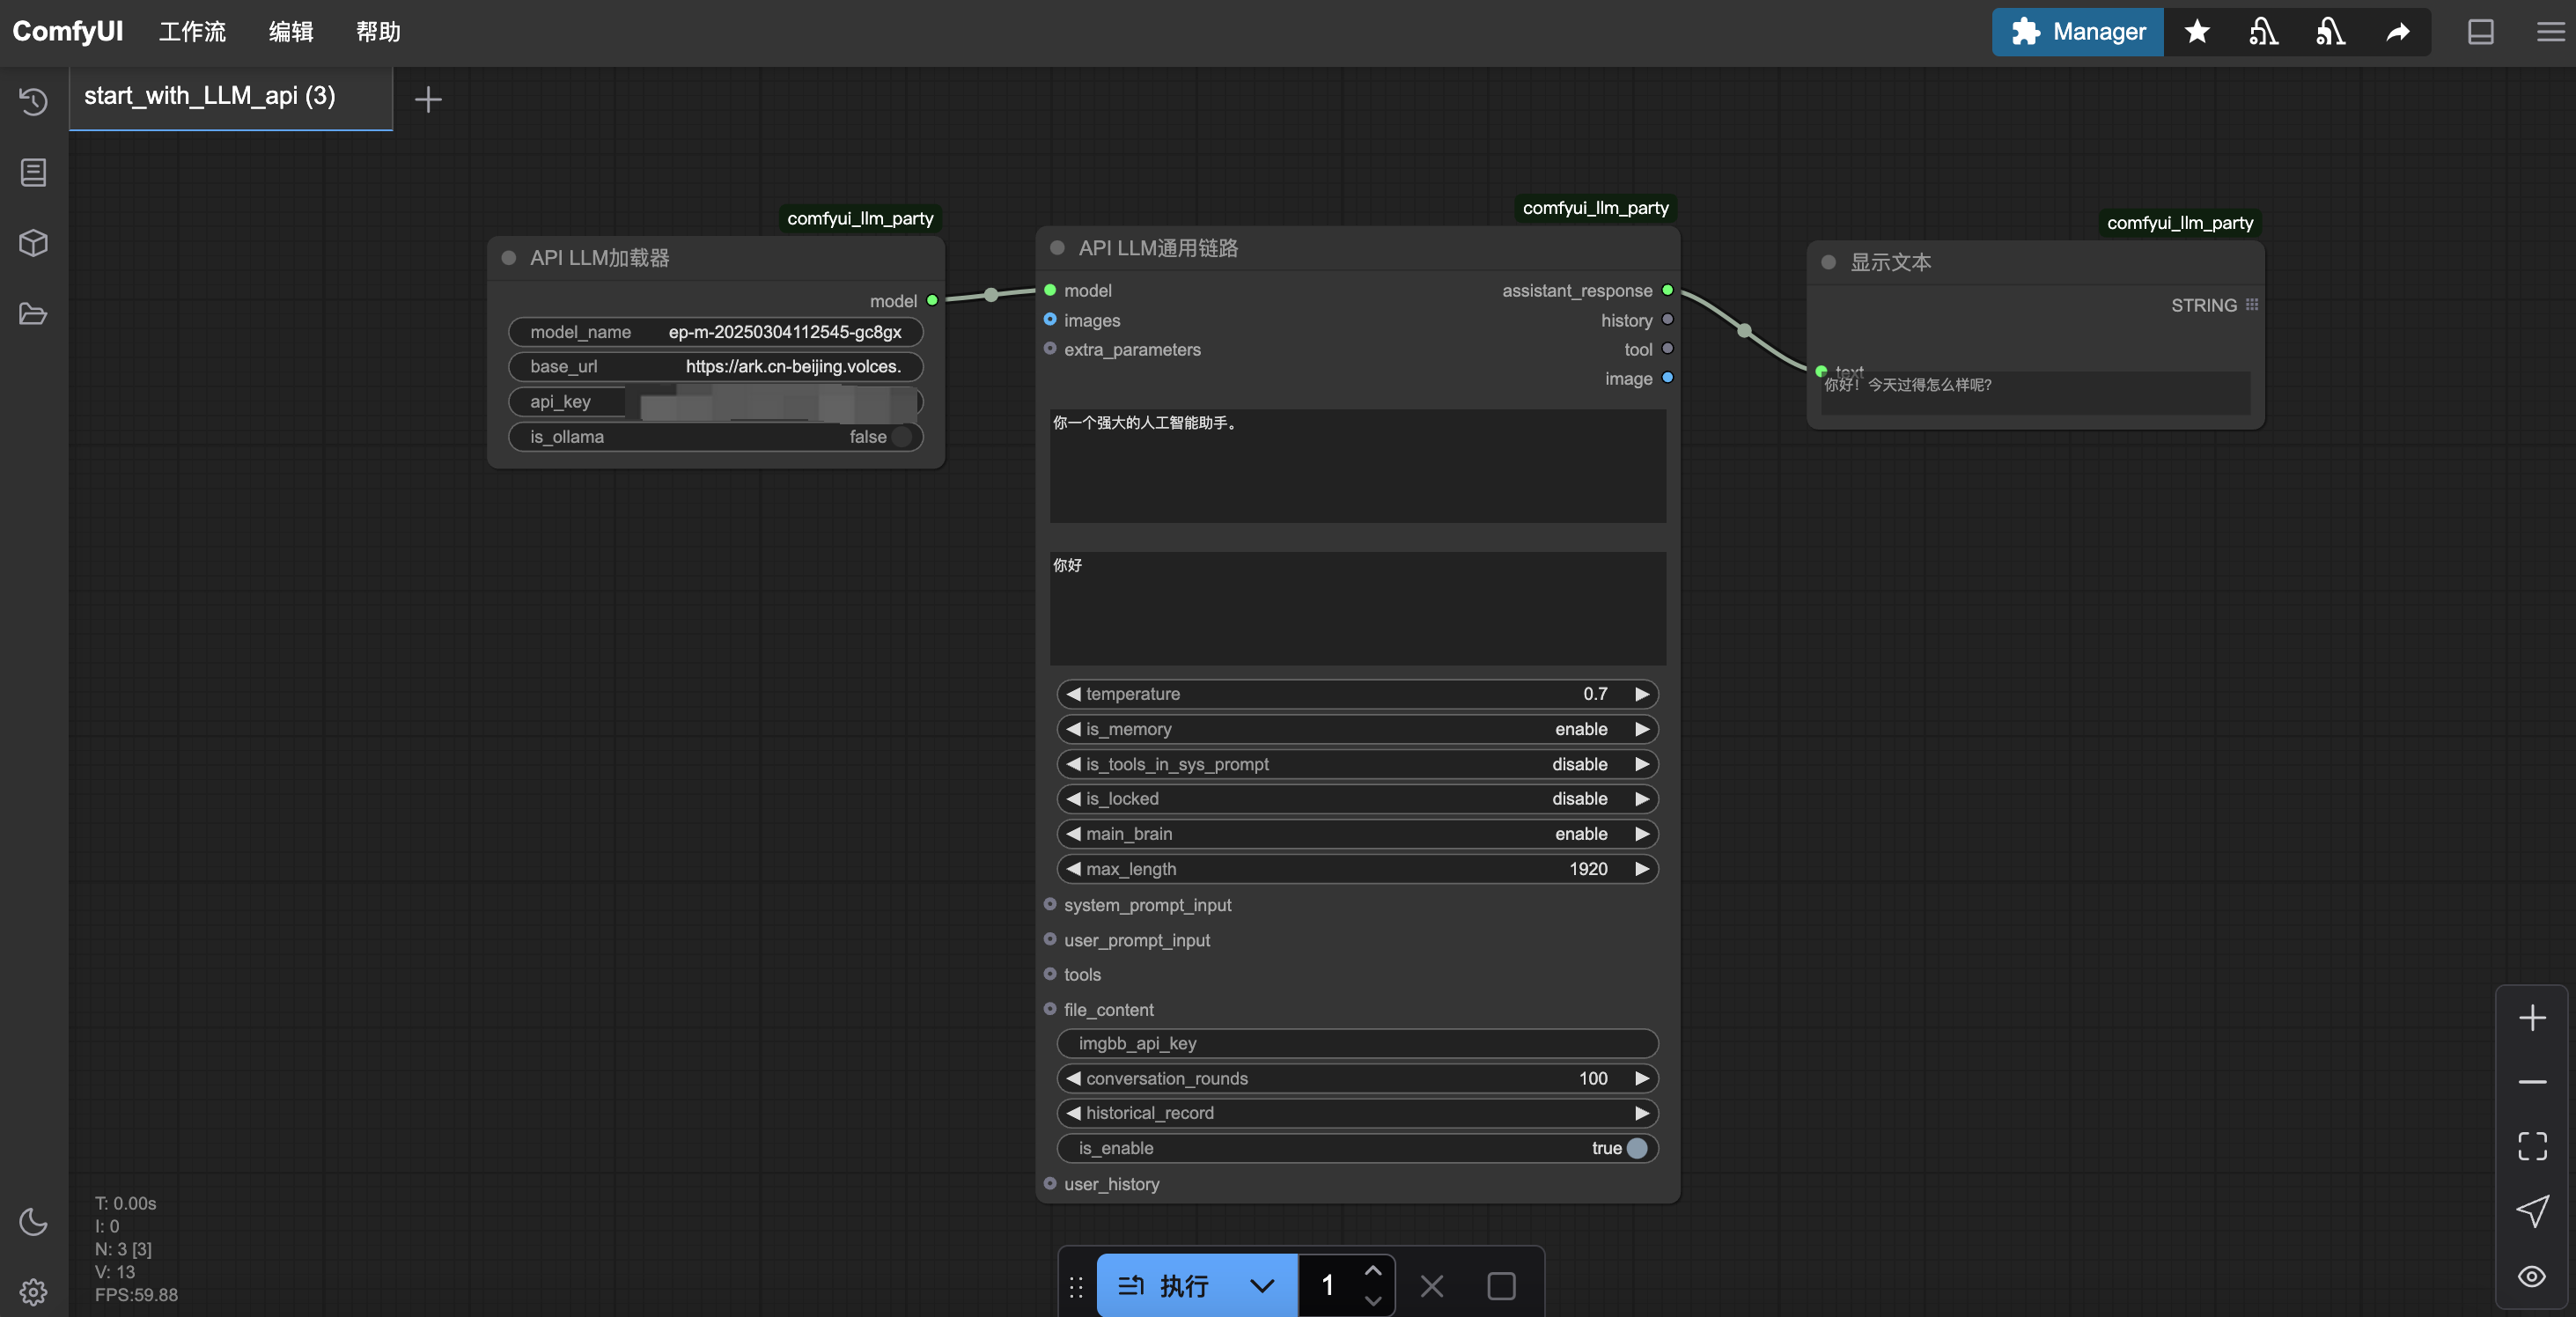 ComfyUI 工作流 编辑 帮助 Manager
start_with_LLM_api (3)
comfyui_llm_party
API LLM加载器
model
model_name ep-m-20250304112545-gc8gx
base_url https://ark.cn-beijing.volces.
api_key
is_ollama false
comfyui_llm_party
API LLM通用链路
model assistant_response
images history
extra_parameters tool
image
你一个强大的人工智能助手。
你好
temperature 0.7
is_memory enable
is_tools_in_sys_prompt disable
is_locked disable
main_brain enable
max_length 1920
system_prompt_input
user_prompt_input
tools
file_content
imgbb_api_key
conversation_rounds 100
historical_record
is_enable true
user_history
comfyui_llm_party
显示文本
STRING
text
你好！今天过得怎么样呢?
T: 0.00s
I: 0
N: 3 [3]
V: 13
FPS:59.88
执行 1